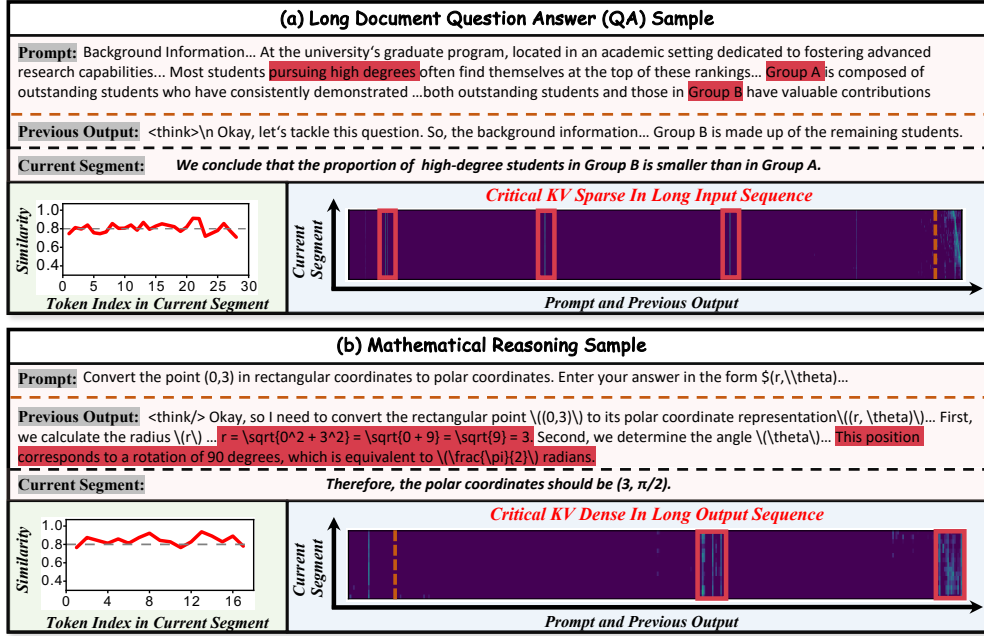 (a) Long Document Question Answer (QA) Sample
Prompt: Background Information... At the university's graduate program, located in an academic setting dedicated to fostering advanced
research capabilities... Most students pursuing high degrees often find themselves at the top of these rankings... Group A is composed of
outstanding students who have consistently demonstrated ...both outstanding students and those in Group B have valuable contributions
Previous Output: <think>\n Okay, let's tackle this question. So, the background information... Group B is made up of the remaining students.
Current Segment: We conclude that the proportion of high-degree students in Group B is smaller than in Group A.
Similarity
1.0
0.8
0.6
0.4
0 5 10 15 20 25 30
Token Index in Current Segment
Critical KV Sparse In Long Input Sequence
Current
Segment
Prompt and Previous Output
(b) Mathematical Reasoning Sample
Prompt: Convert the point (0,3) in rectangular coordinates to polar coordinates. Enter your answer in the form $(r,\\theta)...
Previous Output: <think/> Okay, so I need to convert the rectangular point \((0,3)\) to its polar coordinate representation\((r, \theta)\)... First,
we calculate the radius \(r\) ... r = \sqrt{0^2 + 3^2} = \sqrt{0 + 9} = \sqrt{9} = 3. Second, we determine the angle \(\theta\)... This position
corresponds to a rotation of 90 degrees, which is equivalent to \(\frac{\pi}{2}\) radians.
Current Segment: Therefore, the polar coordinates should be (3, π/2).
Similarity
1.0
0.8
0.6
0.4
0 4 8 12 16
Token Index in Current Segment
Critical KV Dense In Long Output Sequence
Current
Segment
Prompt and Previous Output